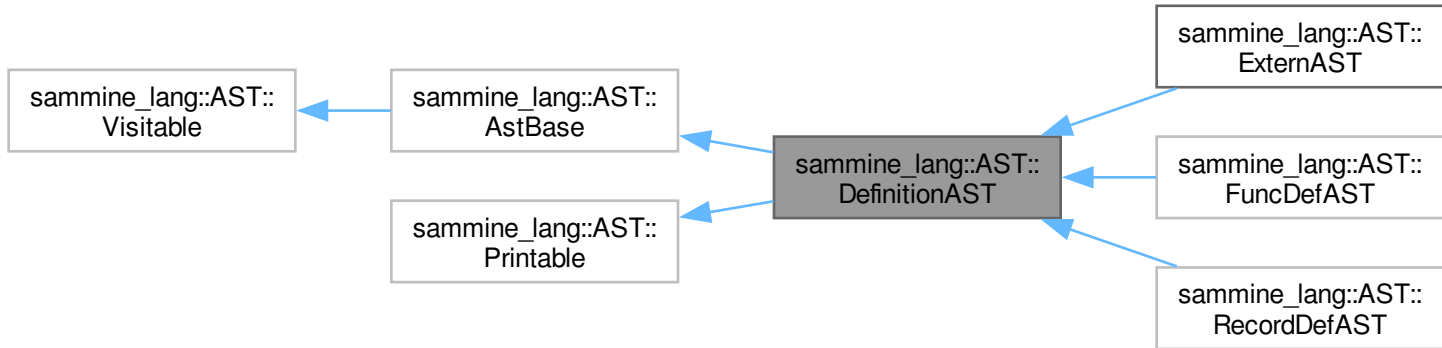 sammine_lang::AST::
Visitable
sammine_lang::AST::
AstBase
sammine_lang::AST::
Printable
sammine_lang::AST::
DefinitionAST
sammine_lang::AST::
ExternAST
sammine_lang::AST::
FuncDefAST
sammine_lang::AST::
RecordDefAST